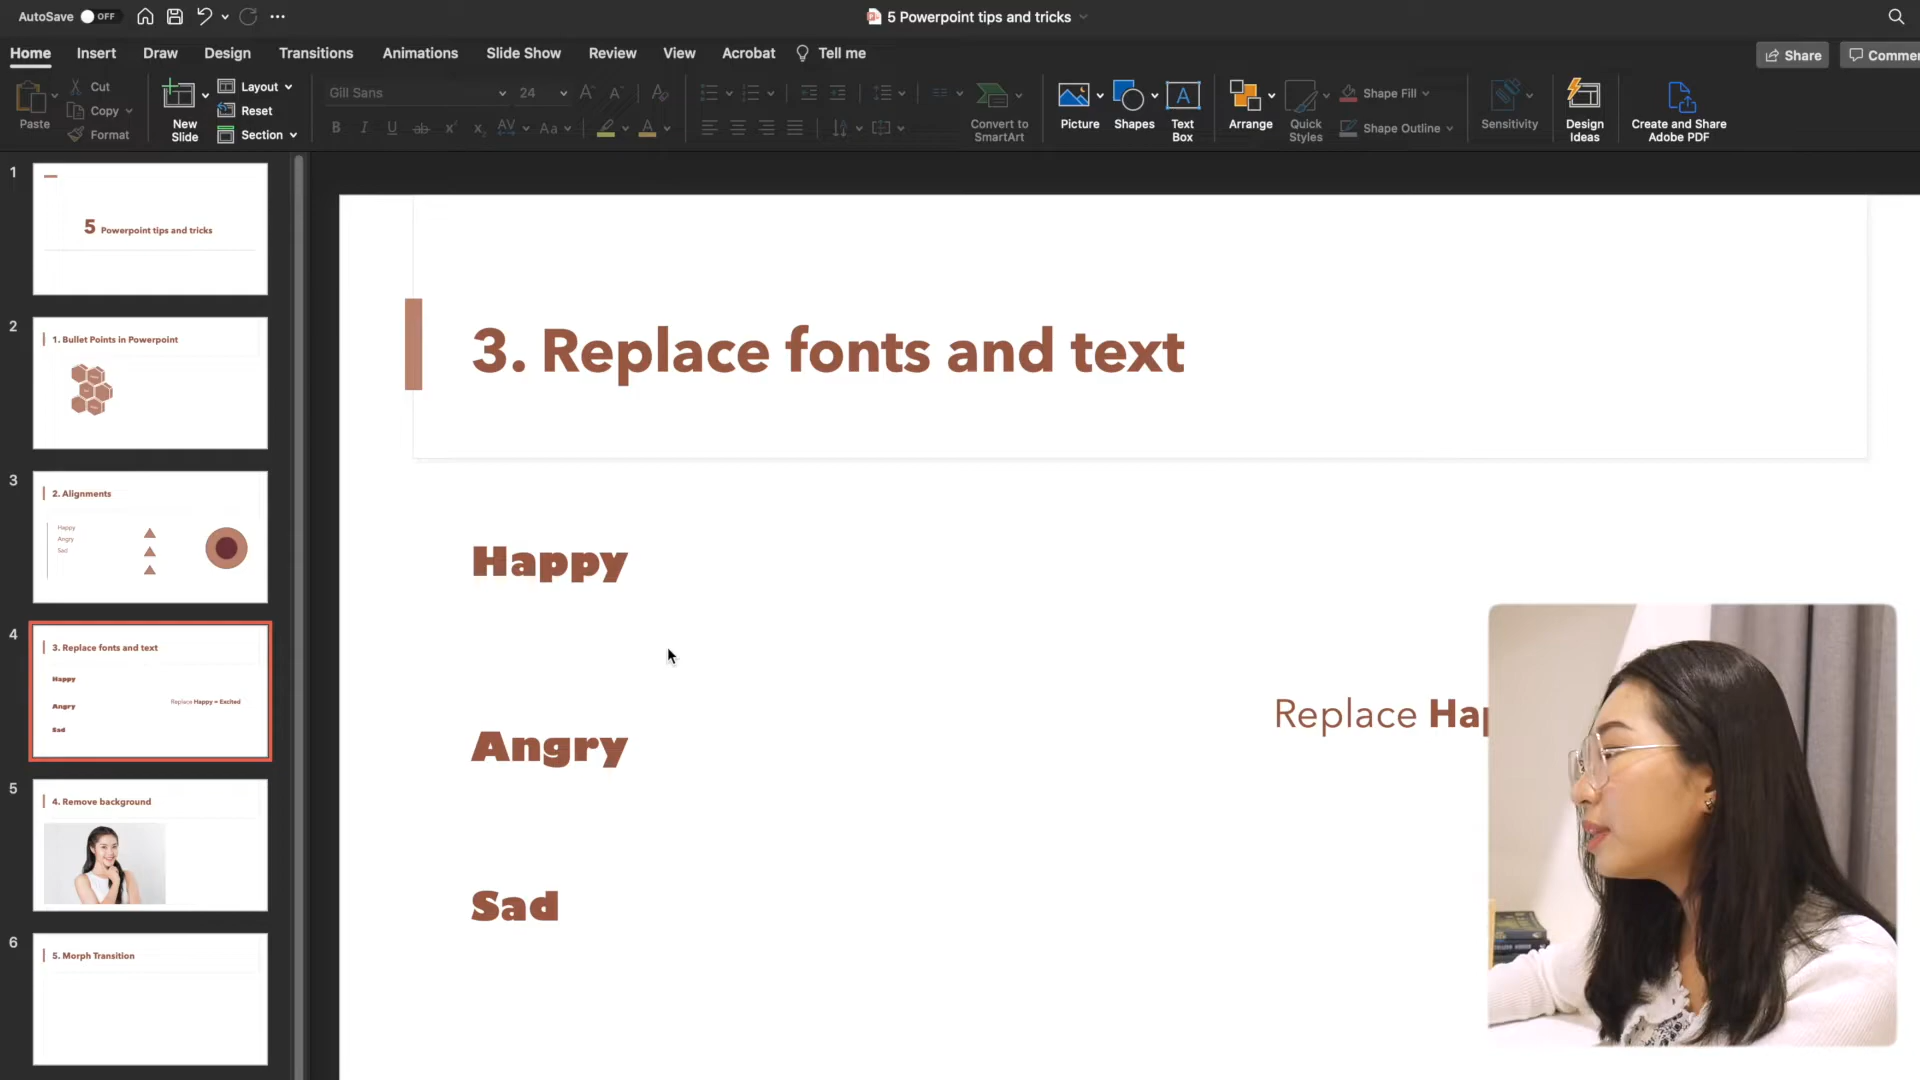 AutoSave OFF
5 Powerpoint tips and tricks
Home Insert Draw Design Transitions Animations Slide Show Review View Acrobat Tell me
Share
Paste
Cut
Copy
Format
New Slide
Layout
Reset
Section
Gill Sans 24
Convert to SmartArt
Picture
Shapes
Text Box
Arrange
Quick Styles
Shape Fill
Shape Outline
Sensitivity
Design Ideas
Create and Share Adobe PDF
1
5 Powerpoint tips and tricks
2
1. Bullet Points in Powerpoint
3
2. Alignments
Happy
Angry
Sad
4
3. Replace fonts and text
Happy
Replace Happy = Excited
Angry
Sad
5
4. Remove background
6
5. Morph Transition
3. Replace fonts and text
Happy
Replace
Angry
Sad